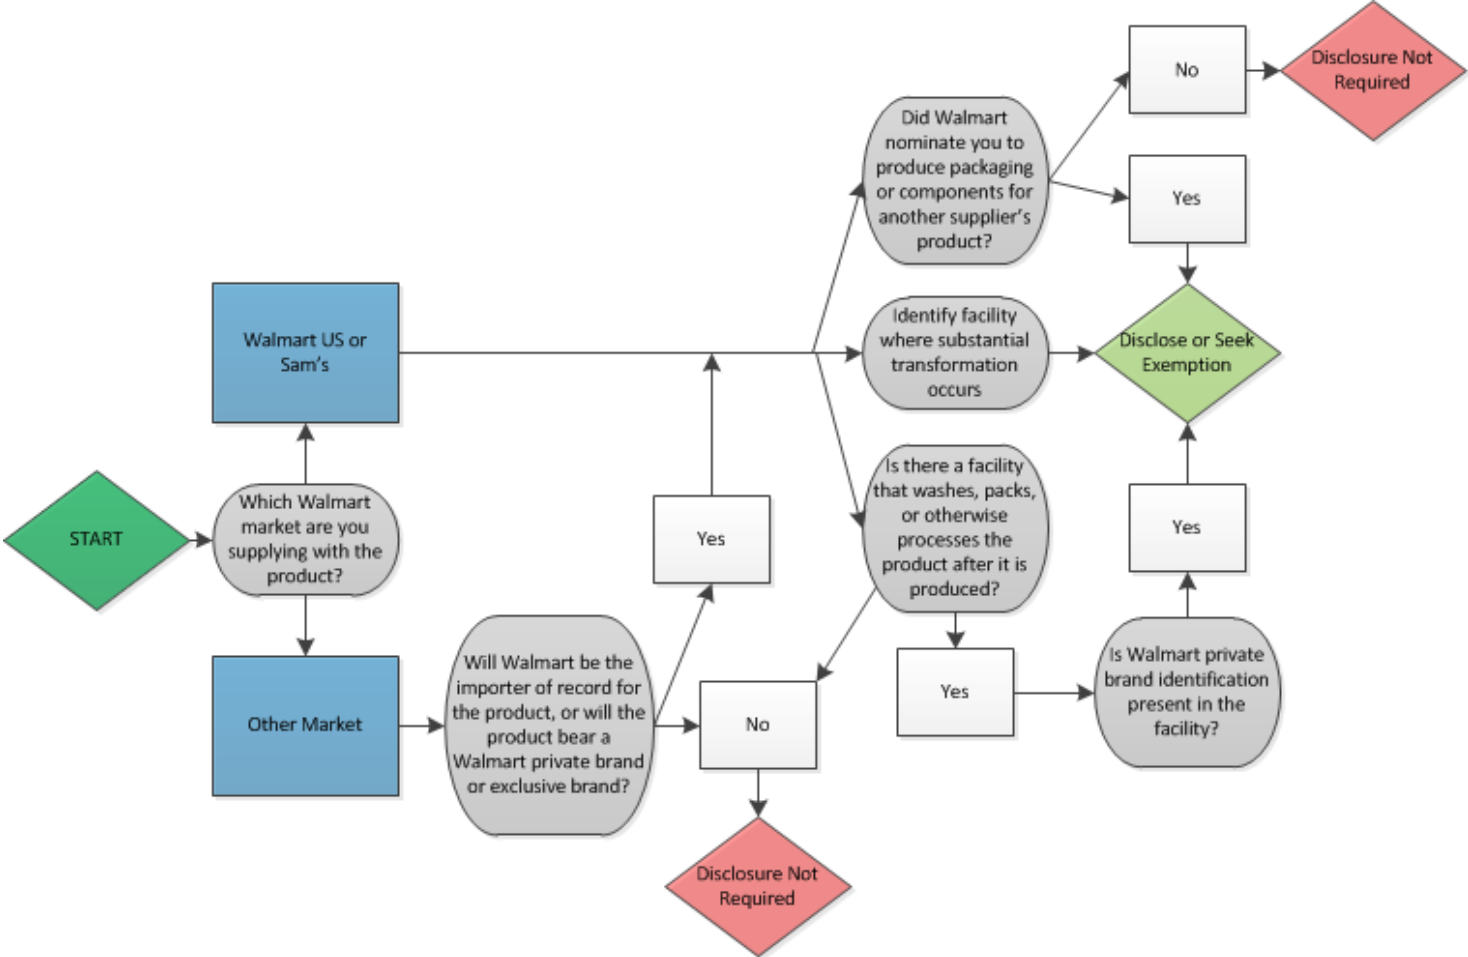 No
Disclosure Not
Required
Did Walmart
nominate you to
produce packaging
or components for
another supplier's
product?
Yes
Walmart US or
Sam's
Identify facility
where substantial
transformation
occurs
Disclose or Seek
Exemption
START
Which Walmart
market are you
supplying with the
product?
Yes
Is there a facility
that washes, packs,
or otherwise
processes the
product after it is
produced?
Yes
Other Market
Will Walmart be the
importer of record for
the product, or will the
product bear a
Walmart private brand
or exclusive brand?
No
Yes
Is Walmart private
brand identification
present in the
facility?
Disclosure Not
Required